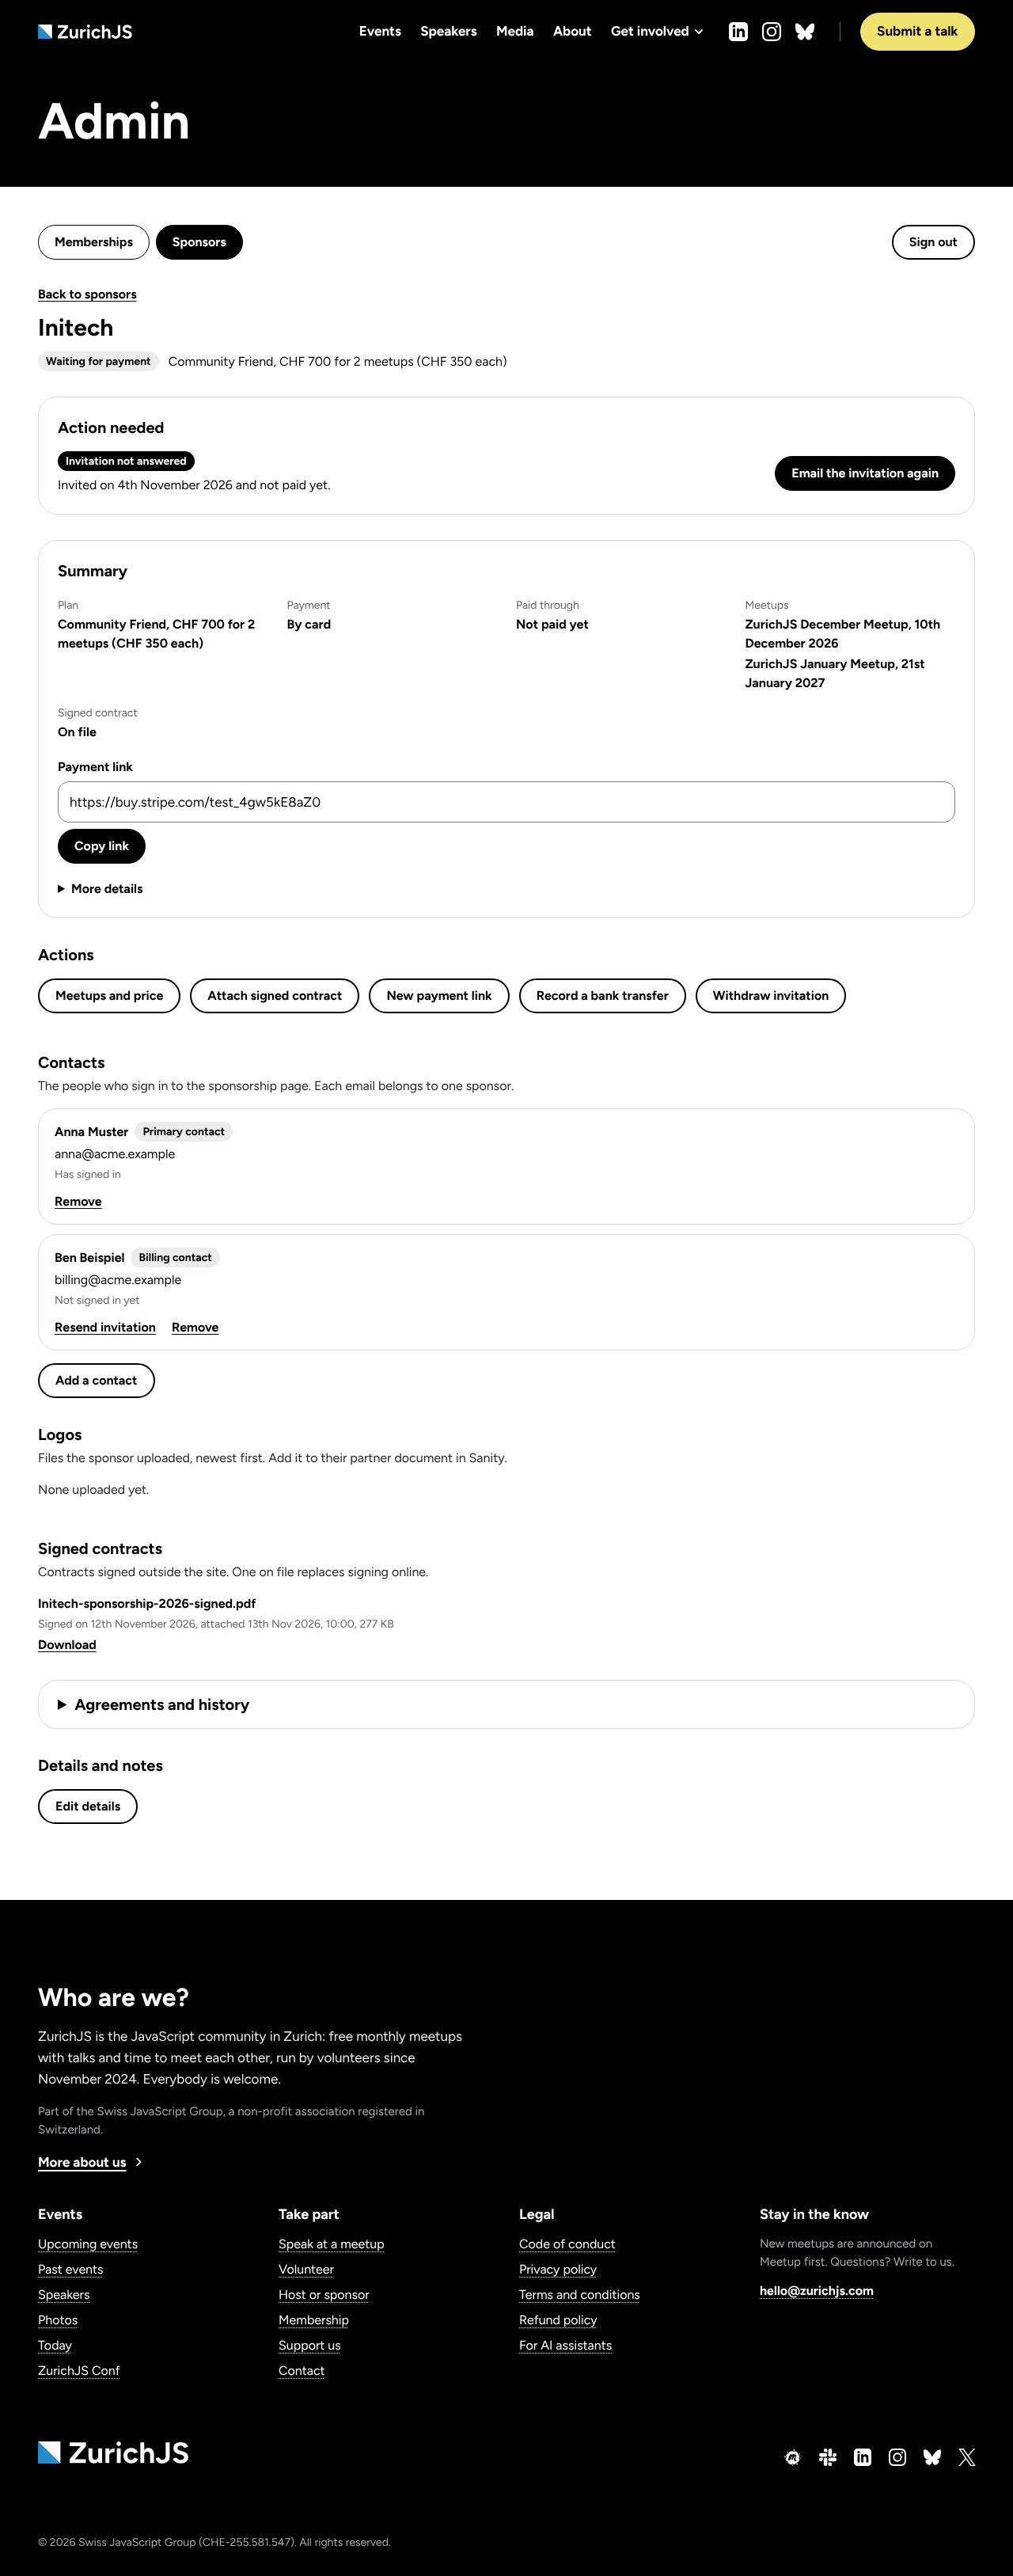 ZurichJS
Events Speakers Media About Get involved
Submit a talk
Admin
Memberships Sponsors Sign out
Back to sponsors
Initech
Waiting for payment Community Friend, CHF 700 for 2 meetups (CHF 350 each)
Action needed
Invitation not answered
Invited on 4th November 2026 and not paid yet.
Email the invitation again
Summary
Plan
Community Friend, CHF 700 for 2
meetups (CHF 350 each)
Payment
By card
Paid through
Not paid yet
Meetups
ZurichJS December Meetup, 10th
December 2026
ZurichJS January Meetup, 21st
January 2027
Signed contract
On file
Payment link
https://buy.stripe.com/test_4gw5kE8aZ0
Copy link
More details
Actions
Meetups and price Attach signed contract New payment link Record a bank transfer Withdraw invitation
Contacts
The people who sign in to the sponsorship page. Each email belongs to one sponsor.
Anna Muster Primary contact
anna@acme.example
Has signed in
Remove
Ben Beispiel Billing contact
billing@acme.example
Not signed in yet
Resend invitation Remove
Add a contact
Logos
Files the sponsor uploaded, newest first. Add it to their partner document in Sanity.
None uploaded yet.
Signed contracts
Contracts signed outside the site. One on file replaces signing online.
Initech-sponsorship-2026-signed.pdf
Signed on 12th November 2026, attached 13th Nov 2026, 10:00, 277 KB
Download
Agreements and history
Details and notes
Edit details
Who are we?
ZurichJS is the JavaScript community in Zurich: free monthly meetups
with talks and time to meet each other, run by volunteers since
November 2024. Everybody is welcome.
Part of the Swiss JavaScript Group, a non-profit association registered in
Switzerland.
More about us
Events
Upcoming events
Past events
Speakers
Photos
Today
ZurichJS Conf
Take part
Speak at a meetup
Volunteer
Host or sponsor
Membership
Support us
Contact
Legal
Code of conduct
Privacy policy
Terms and conditions
Refund policy
For AI assistants
Stay in the know
New meetups are announced on
Meetup first. Questions? Write to us.
hello@zurichjs.com
ZurichJS
© 2026 Swiss JavaScript Group (CHE-255.581.547). All rights reserved.